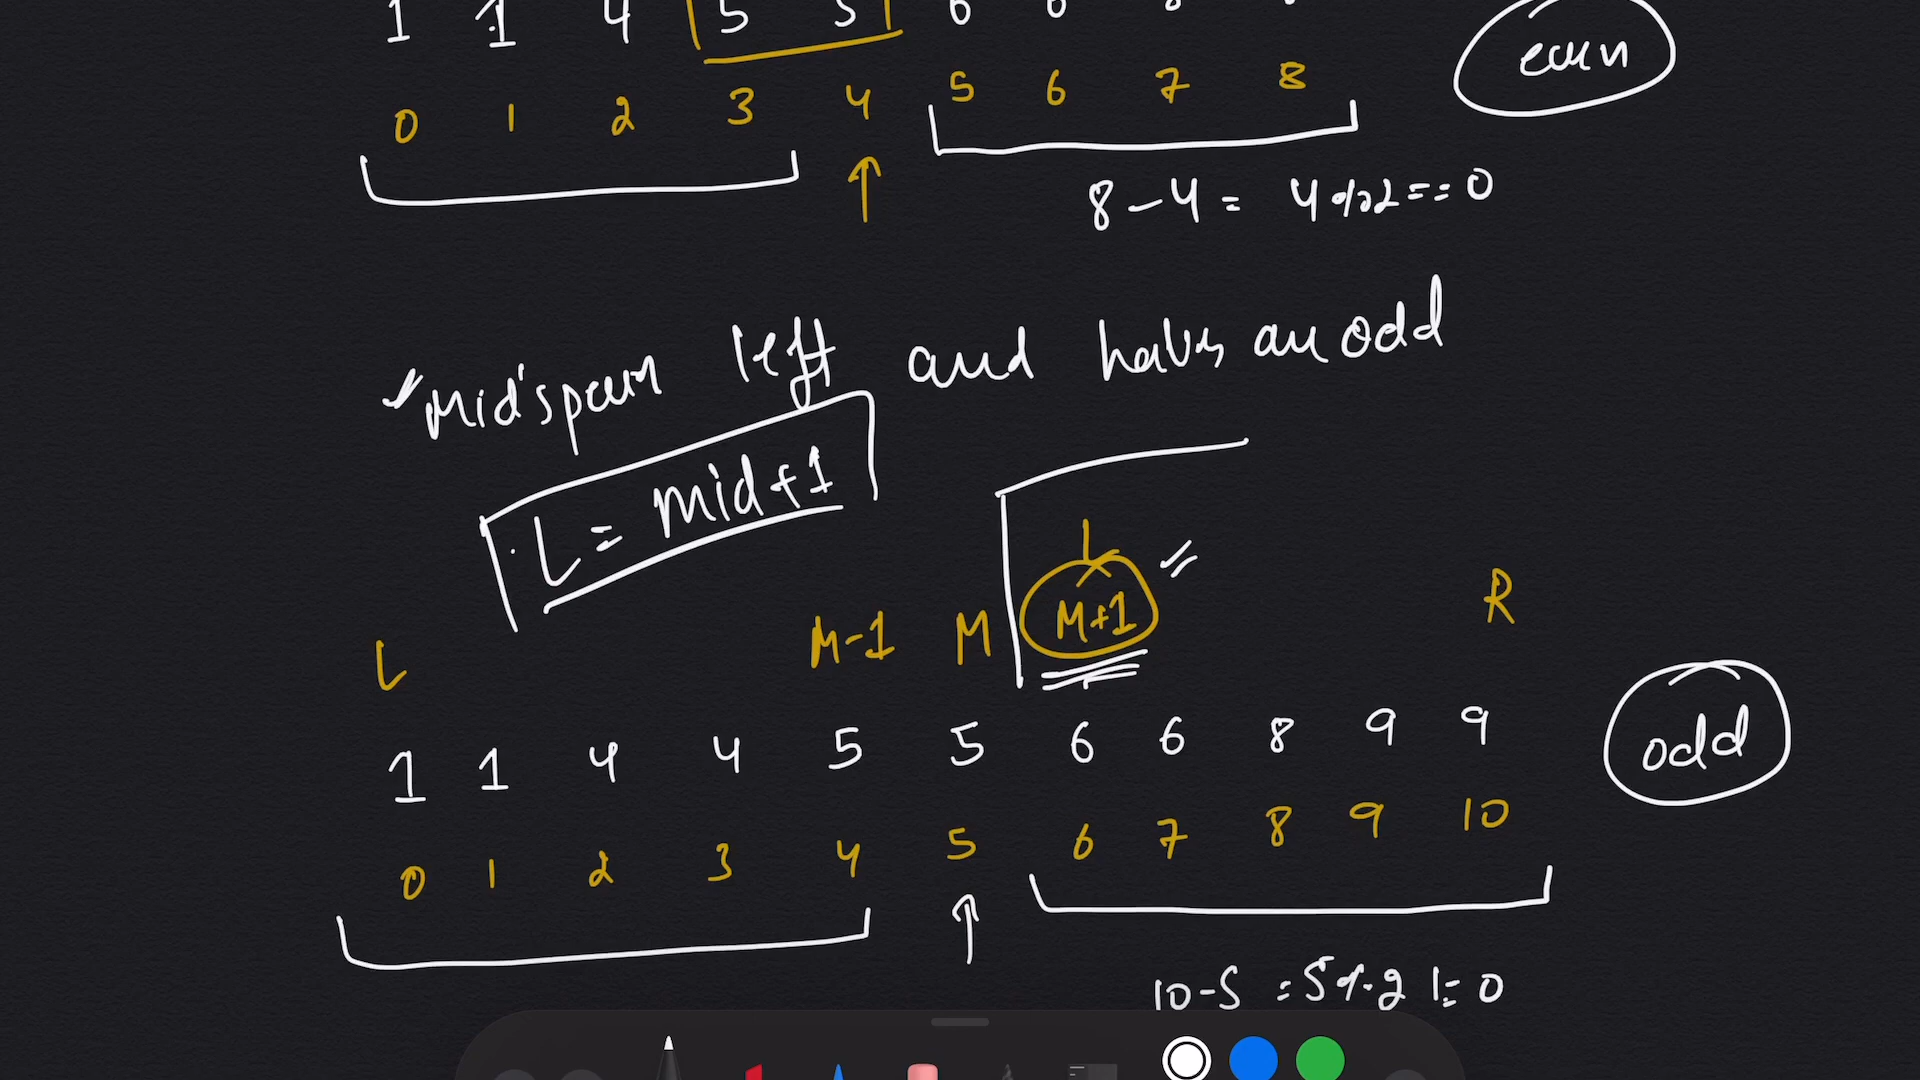 1 1 4 5 5 6 6
even
0 1 2 3 4 5 6 7 8
8-4 = 4%2==0
Mid's pair left and halves are odd
L = mid+1
L
L M-1 M M+1 R
1 1 4 4 5 5 6 6 8 9 9
odd
0 1 2 3 4 5 6 7 8 9 10
10-5 = 5%2 != 0